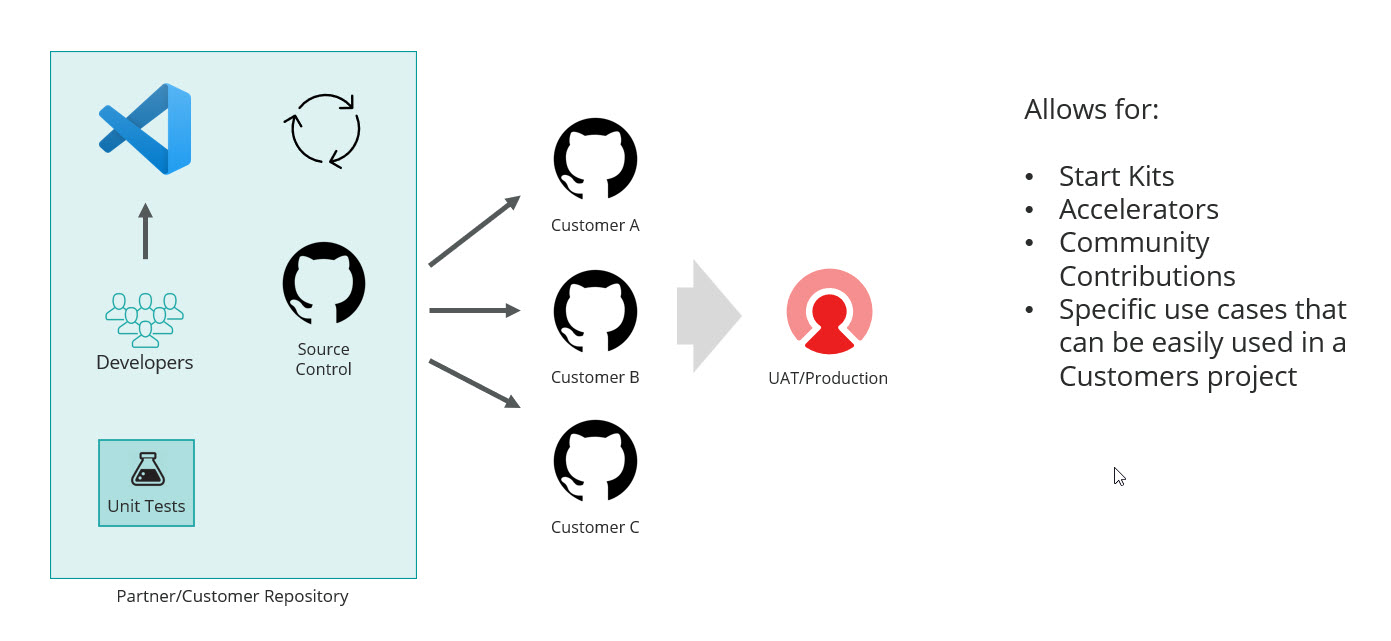 Developers
Source
Control
Unit Tests
Partner/Customer Repository
Customer A
Customer B
Customer C
UAT/Production
Allows for:
• Start Kits
• Accelerators
• Community
Contributions
• Specific use cases that
can be easily used in a
Customers project